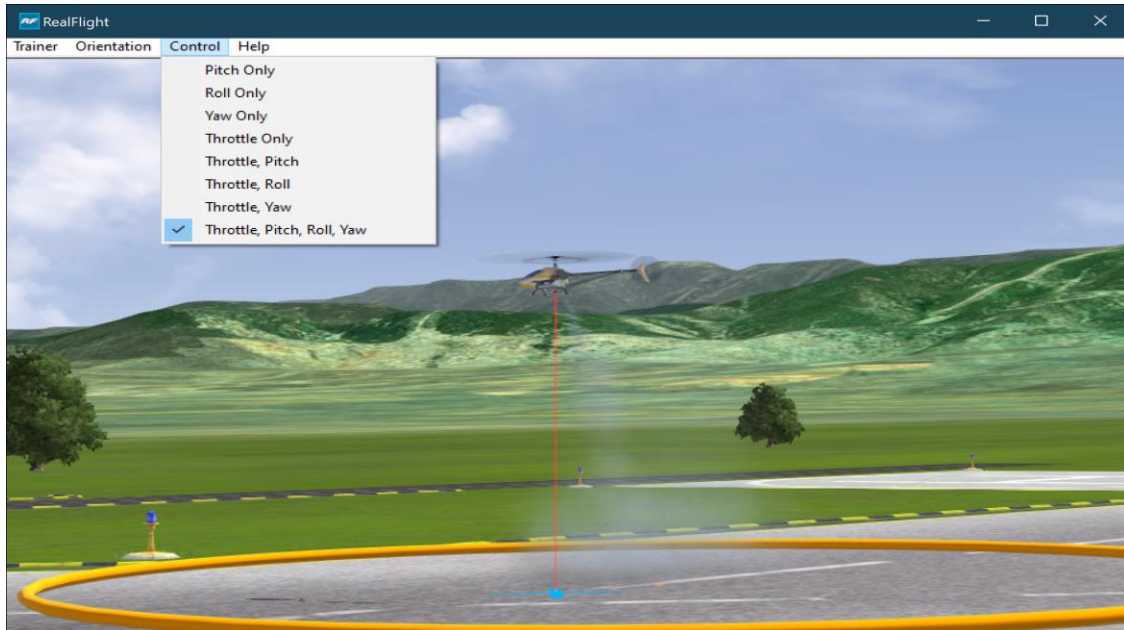 RF RealFlight
Trainer Orientation Control Help
Pitch Only
Roll Only
Yaw Only
Throttle Only
Throttle, Pitch
Throttle, Roll
Throttle, Yaw
Throttle, Pitch, Roll, Yaw